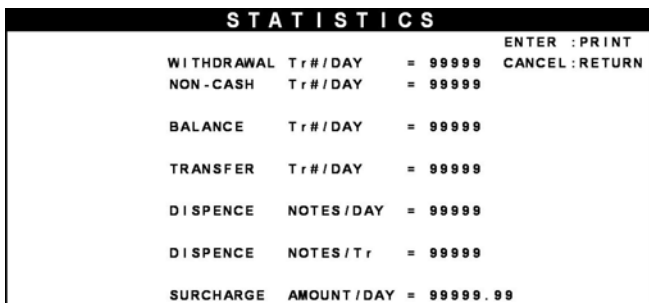 STATISTICS
ENTER :PRINT
WITHDRAWAL Tr#/DAY = 99999 CANCEL:RETURN
NON-CASH Tr#/DAY = 99999
BALANCE Tr#/DAY = 99999
TRANSFER Tr#/DAY = 99999
DISPENCE NOTES/DAY = 99999
DISPENCE NOTES/Tr = 99999
SURCHARGE AMOUNT/DAY = 99999.99